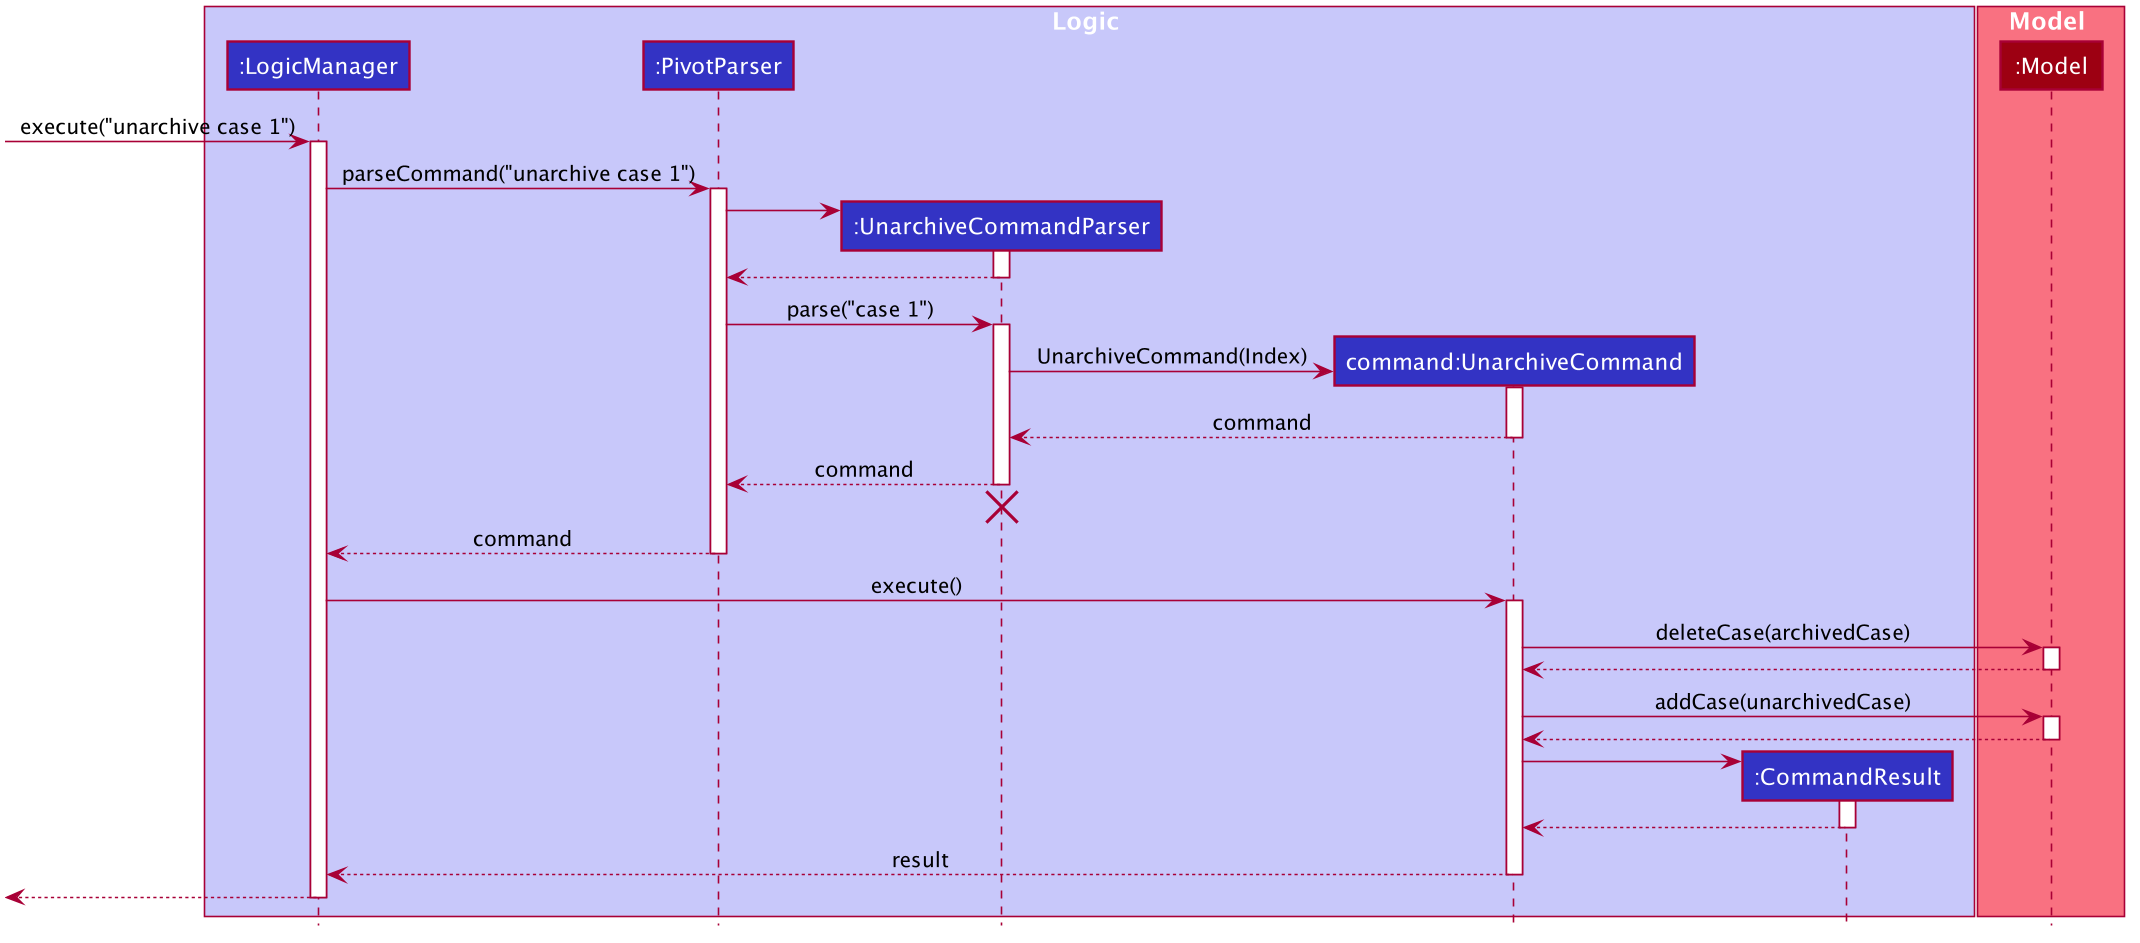 Logic
Model
:LogicManager
:PivotParser
:Model
execute("unarchive case 1")
parseCommand("unarchive case 1")
:UnarchiveCommandParser
parse("case 1")
UnarchiveCommand(Index)
command:UnarchiveCommand
command
command
command
execute()
deleteCase(archivedCase)
addCase(unarchivedCase)
:CommandResult
result